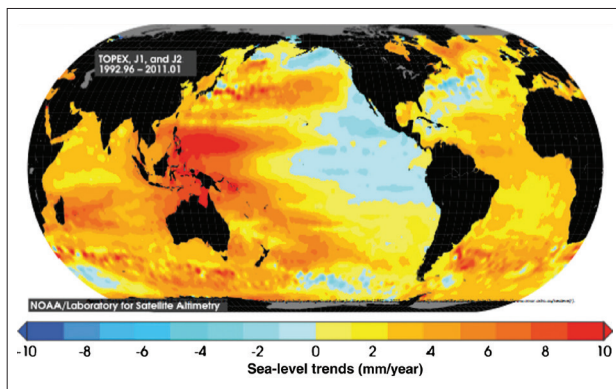 TOPEX, J1, and J2
1992.96 – 2011.01
NOAA/Laboratory for Satellite Altimetry
-10 -8 -6 -4 -2 0 2 4 6 8 10
Sea-level trends (mm/year)